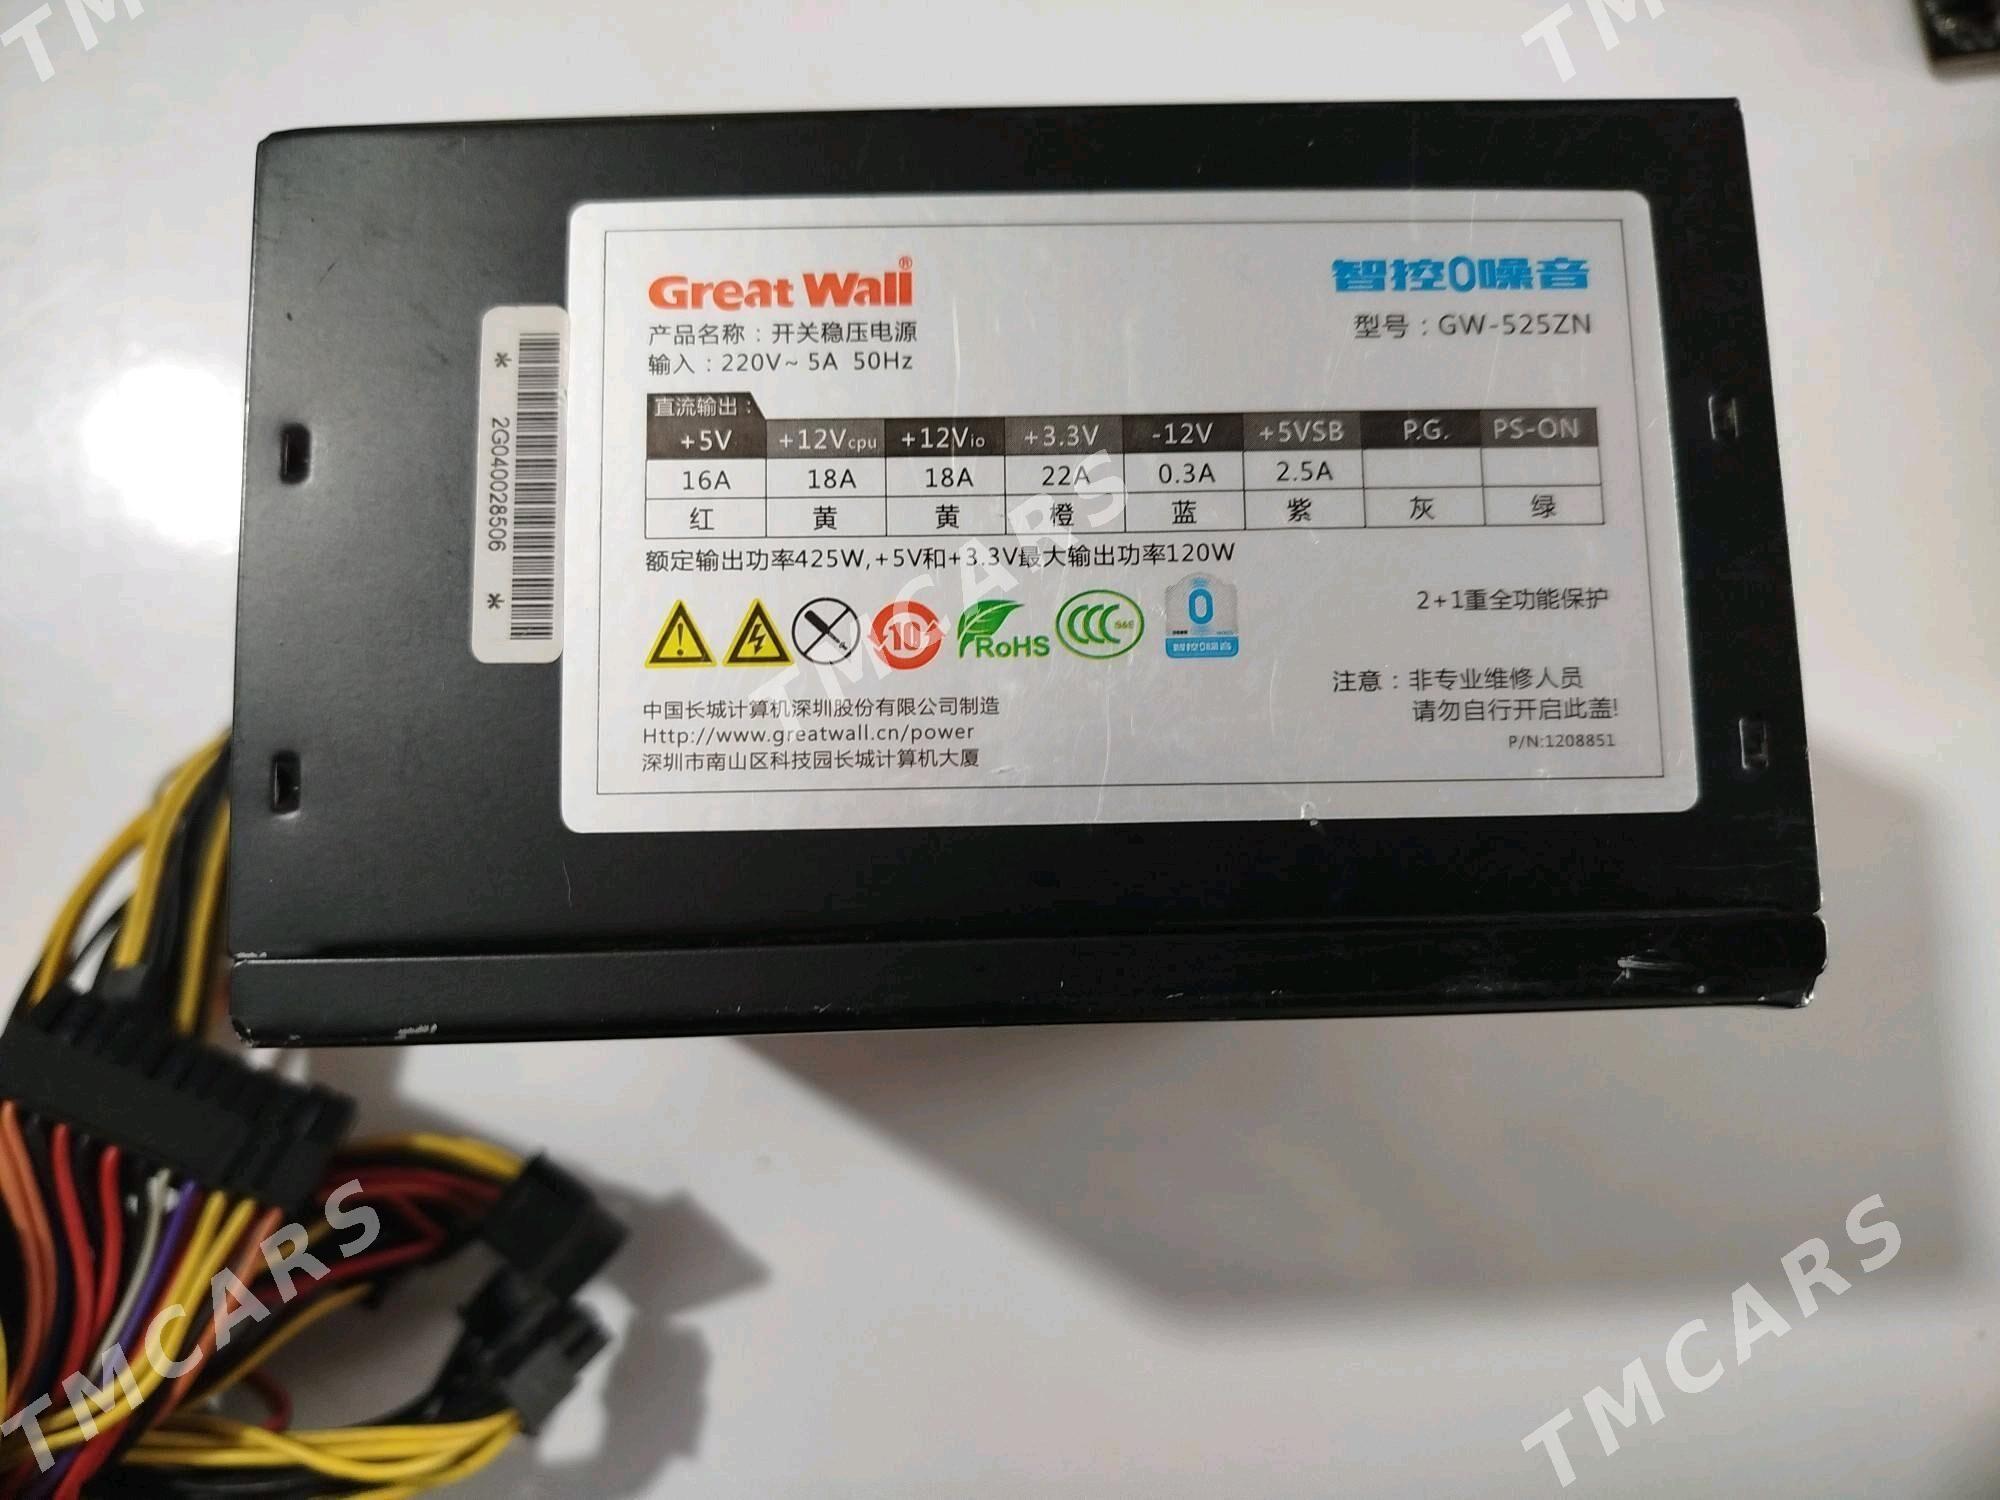 Great Wall®
智控0噪音
产品名称：开关稳压电源
型号：GW-525ZN
输入：220V~ 5A 50Hz
直流输出：
+5V +12Vcpu +12Vio +3.3V -12V +5VSB P.G. PS-ON
16A 18A 18A 22A 0.3A 2.5A
红 黄 黄 橙 蓝 紫 灰 绿
额定输出功率425W,+5V和+3.3V最大输出功率120W
10 RoHS CCC S&E 0
智控0噪音
2+1重全功能保护
注意：非专业维修人员
请勿自行开启此盖!
P/N:1208851
中国长城计算机深圳股份有限公司制造
Http://www.greatwall.cn/power
深圳市南山区科技园长城计算机大厦
* 2G040028506 *
TMCARS
TMCARS
TMCARS